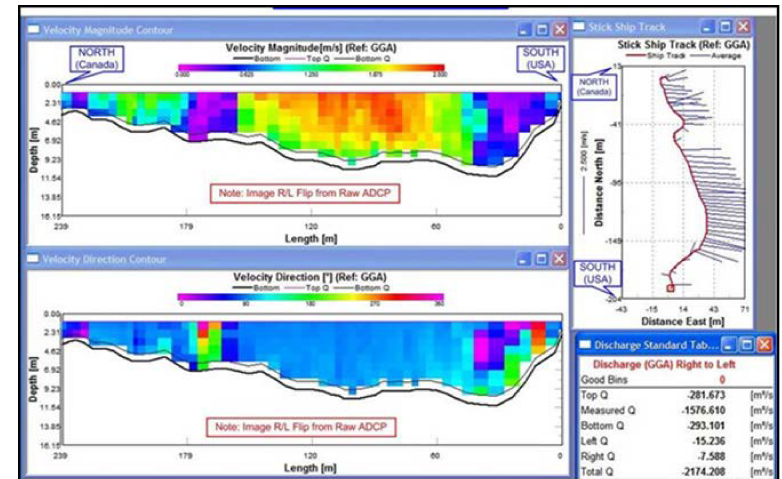 Velocity Magnitude Contour
NORTH
(Canada)
Velocity Magnitude[m/s] (Ref: GGA)
Bottom Top Q Bottom Q
SOUTH
(USA)
0.000 0.625 1.250 1.875 2.500
0.00
2.31
4.62
6.92
9.23
11.54
13.85
16.15
Depth [m]
Note: Image R/L Flip from Raw ADCP
239 179 120 60 0
Length [m]
Velocity Direction Contour
Velocity Direction [°] (Ref: GGA)
Bottom Top Q Bottom Q
0 90 180 270 360
0.00
2.31
4.62
6.92
9.23
11.54
13.85
16.15
Depth [m]
Note: Image R/L Flip from Raw ADCP
239 179 120 60 0
Length [m]
Stick Ship Track (Ref: GGA)
Stick Ship Track (Ref: GGA)
Ship Track Average
NORTH
(Canada)
13
-41
-95
-149
-204
2.500 [m/s]
Distance North [m]
SOUTH
(USA)
-43 -15 14 43 71
Distance East [m]
Discharge Standard Tab...
Discharge (GGA) Right to Left
Good Bins 0
Top Q -281.673 [m³/s
Measured Q -1576.610 [m³/s
Bottom Q -293.101 [m³/s
Left Q -15.236 [m³/s
Right Q -7.588 [m³/s
Total Q -2174.208 [m³/s